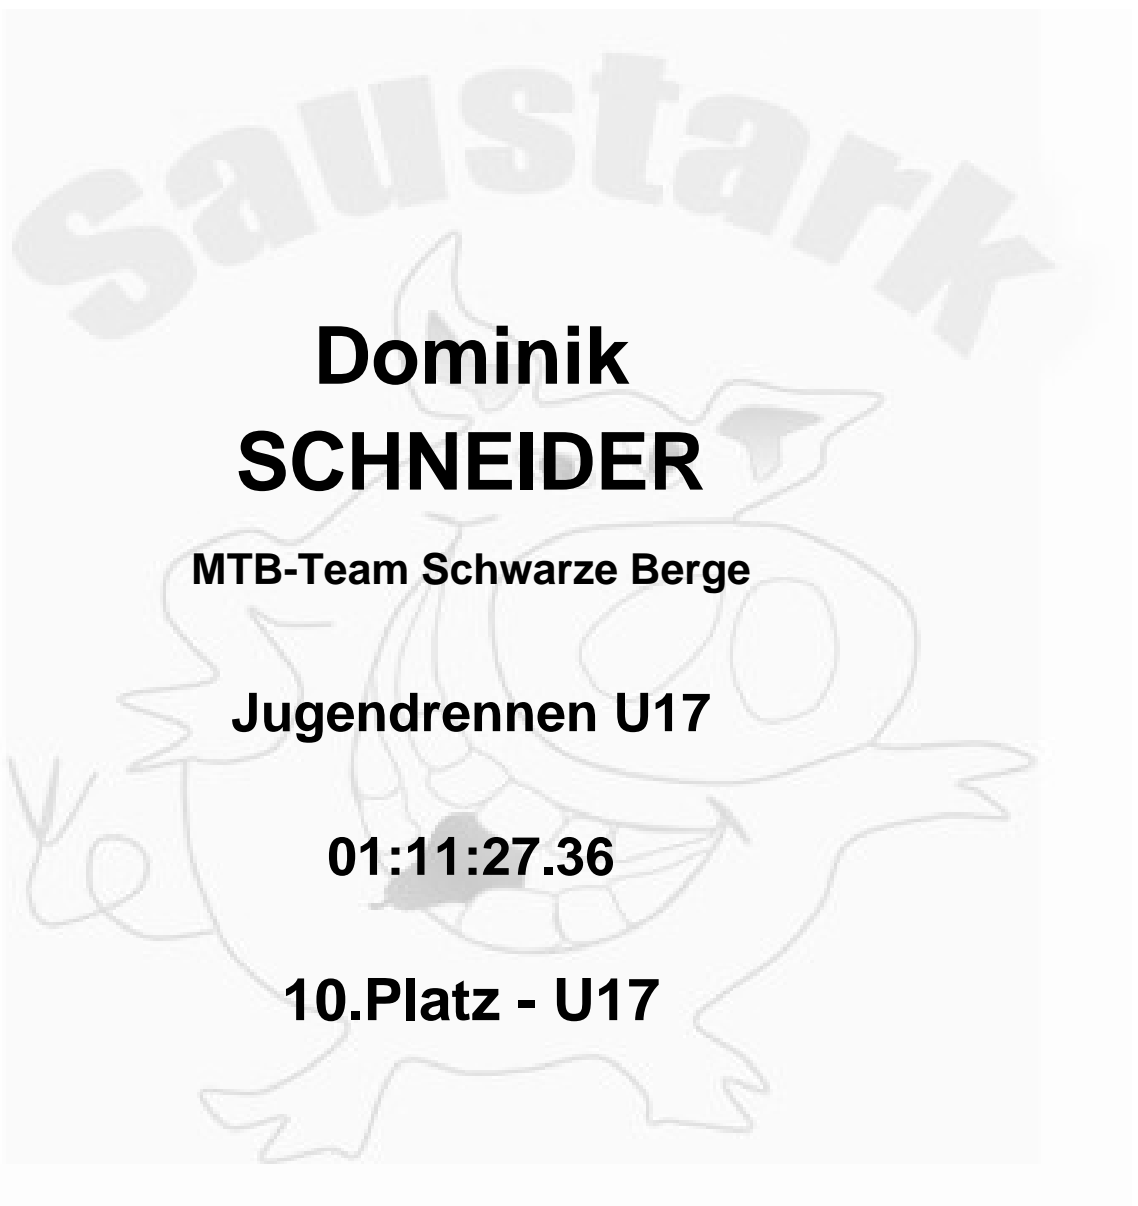 Saustark
Dominik
SCHNEIDER
MTB-Team Schwarze Berge
Jugendrennen U17
01:11:27.36
10.Platz - U17